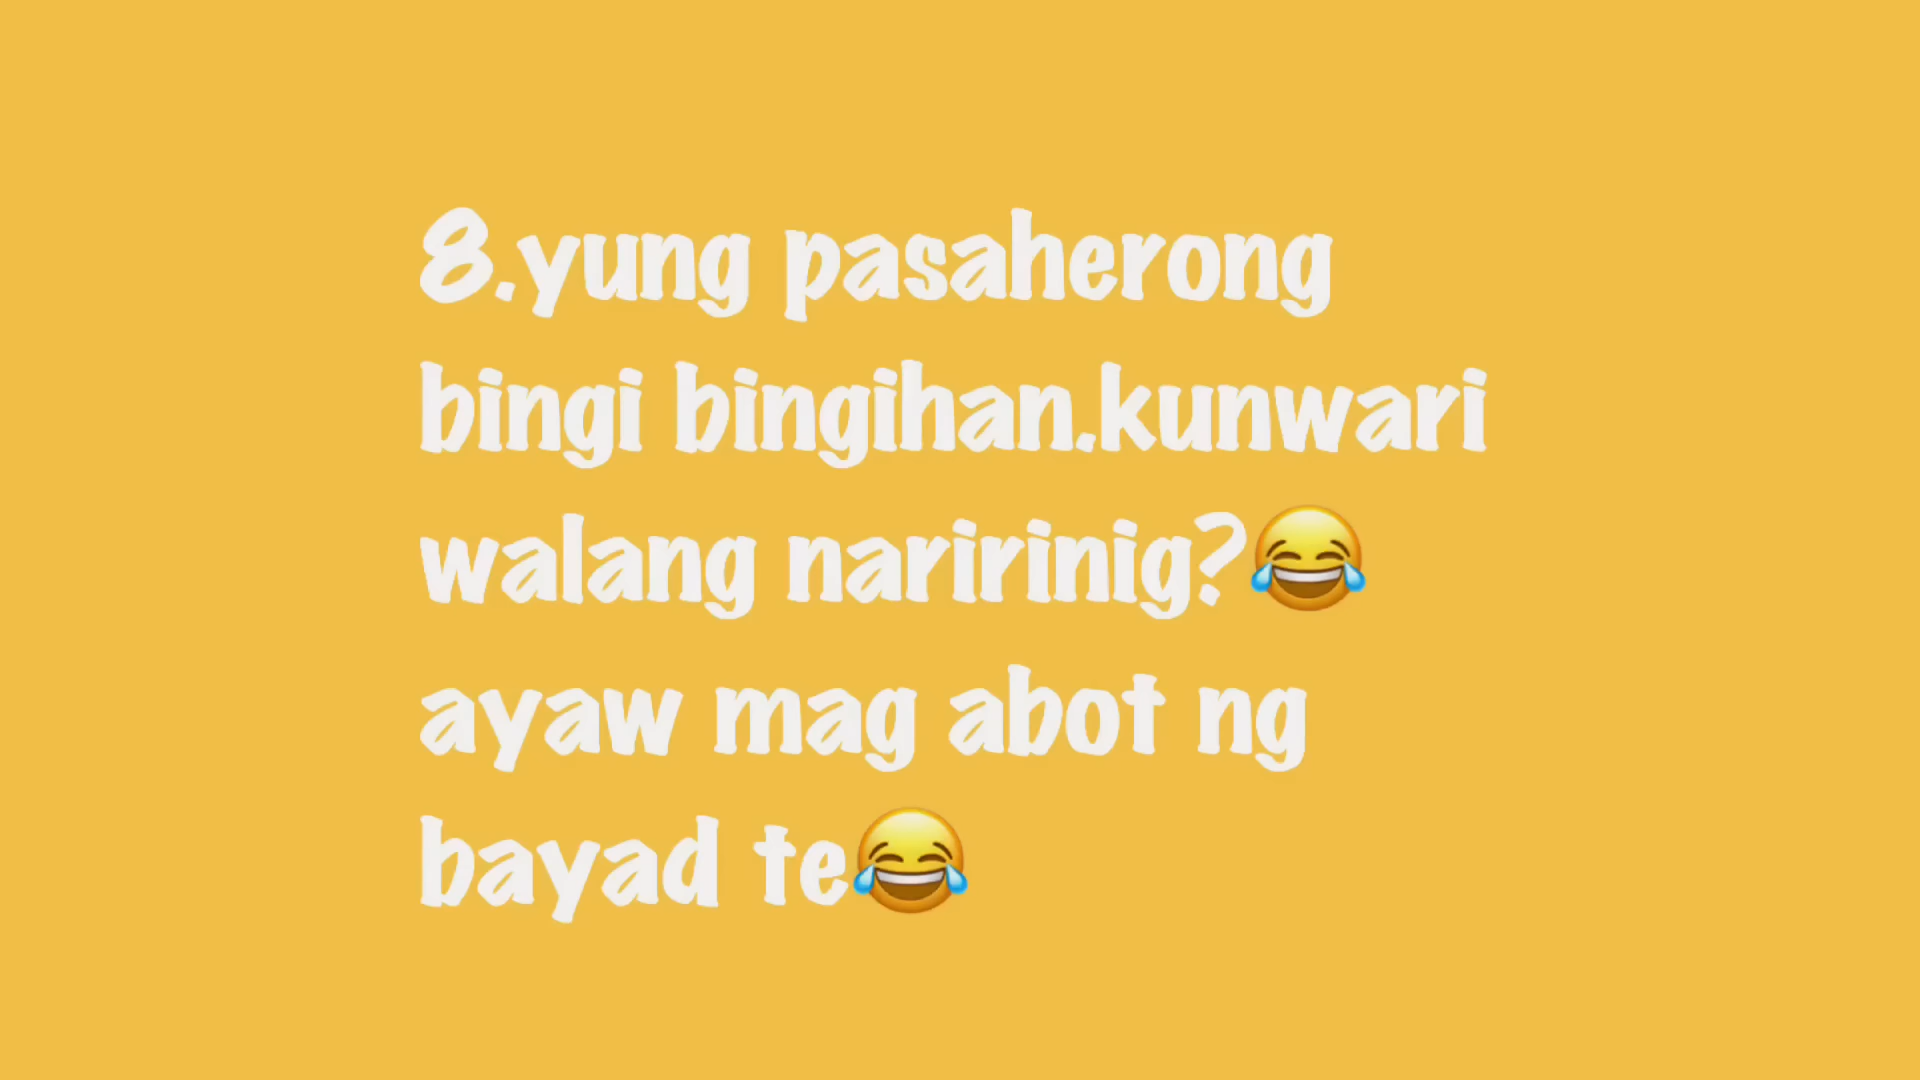 8.yung pasaherong
bingi bingihan.kunwari
walang naririnig?😂
ayaw mag abot ng
bayad te😂